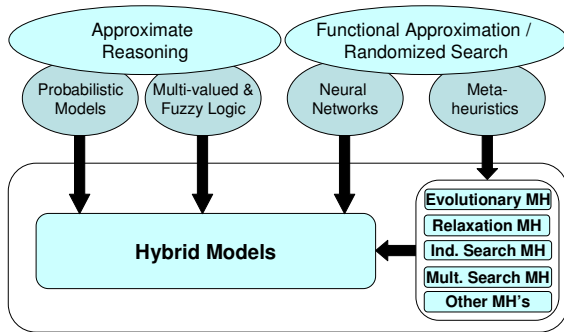 Approximate
Reasoning
Functional Approximation /
Randomized Search
Probabilistic
Models
Multi-valued &
Fuzzy Logic
Neural
Networks
Meta-
heuristics
Hybrid Models
Evolutionary MH
Relaxation MH
Ind. Search MH
Mult. Search MH
Other MH's